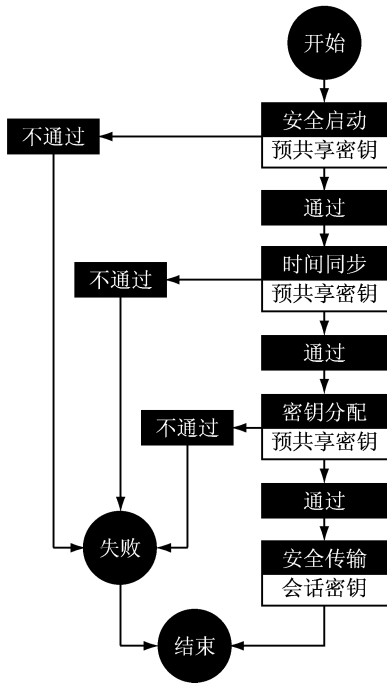 开始
安全启动
预共享密钥
不通过
通过
时间同步
预共享密钥
不通过
通过
密钥分配
预共享密钥
不通过
通过
失败
安全传输
会话密钥
结束